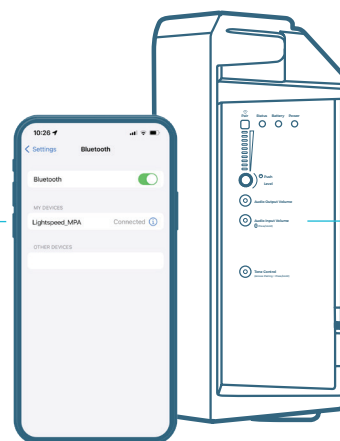 10:26
Settings
Bluetooth
Bluetooth
MY DEVICES
Lightspeed_MPA
Connected
OTHER DEVICES
Pair
Status
Battery
Power
Push
Level
Audio Output Volume
Audio Input Volume
Tone Control